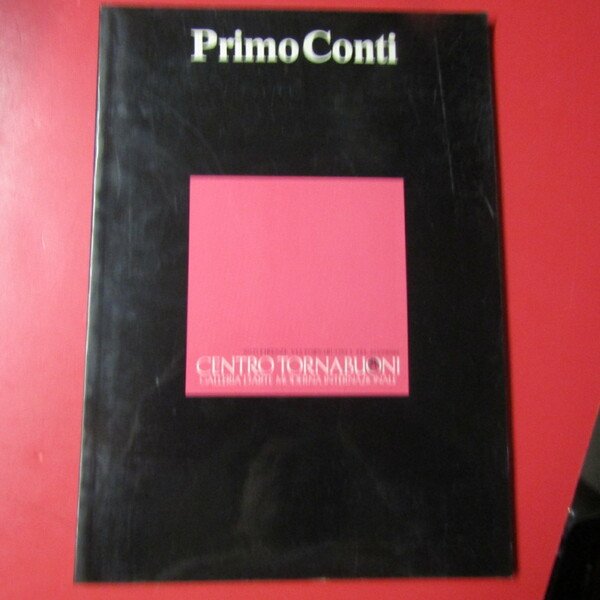 Primo Conti
CENTRO TORNABUONI
GALLERIA D'ARTE MODERNA INTERNAZIONALE